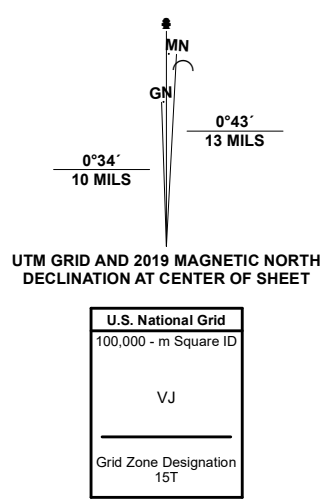 MN
GN
0°43´
13 MILS
0°34´
10 MILS
UTM GRID AND 2019 MAGNETIC NORTH
DECLINATION AT CENTER OF SHEET
U.S. National Grid
100,000 - m Square ID
VJ
Grid Zone Designation
15T